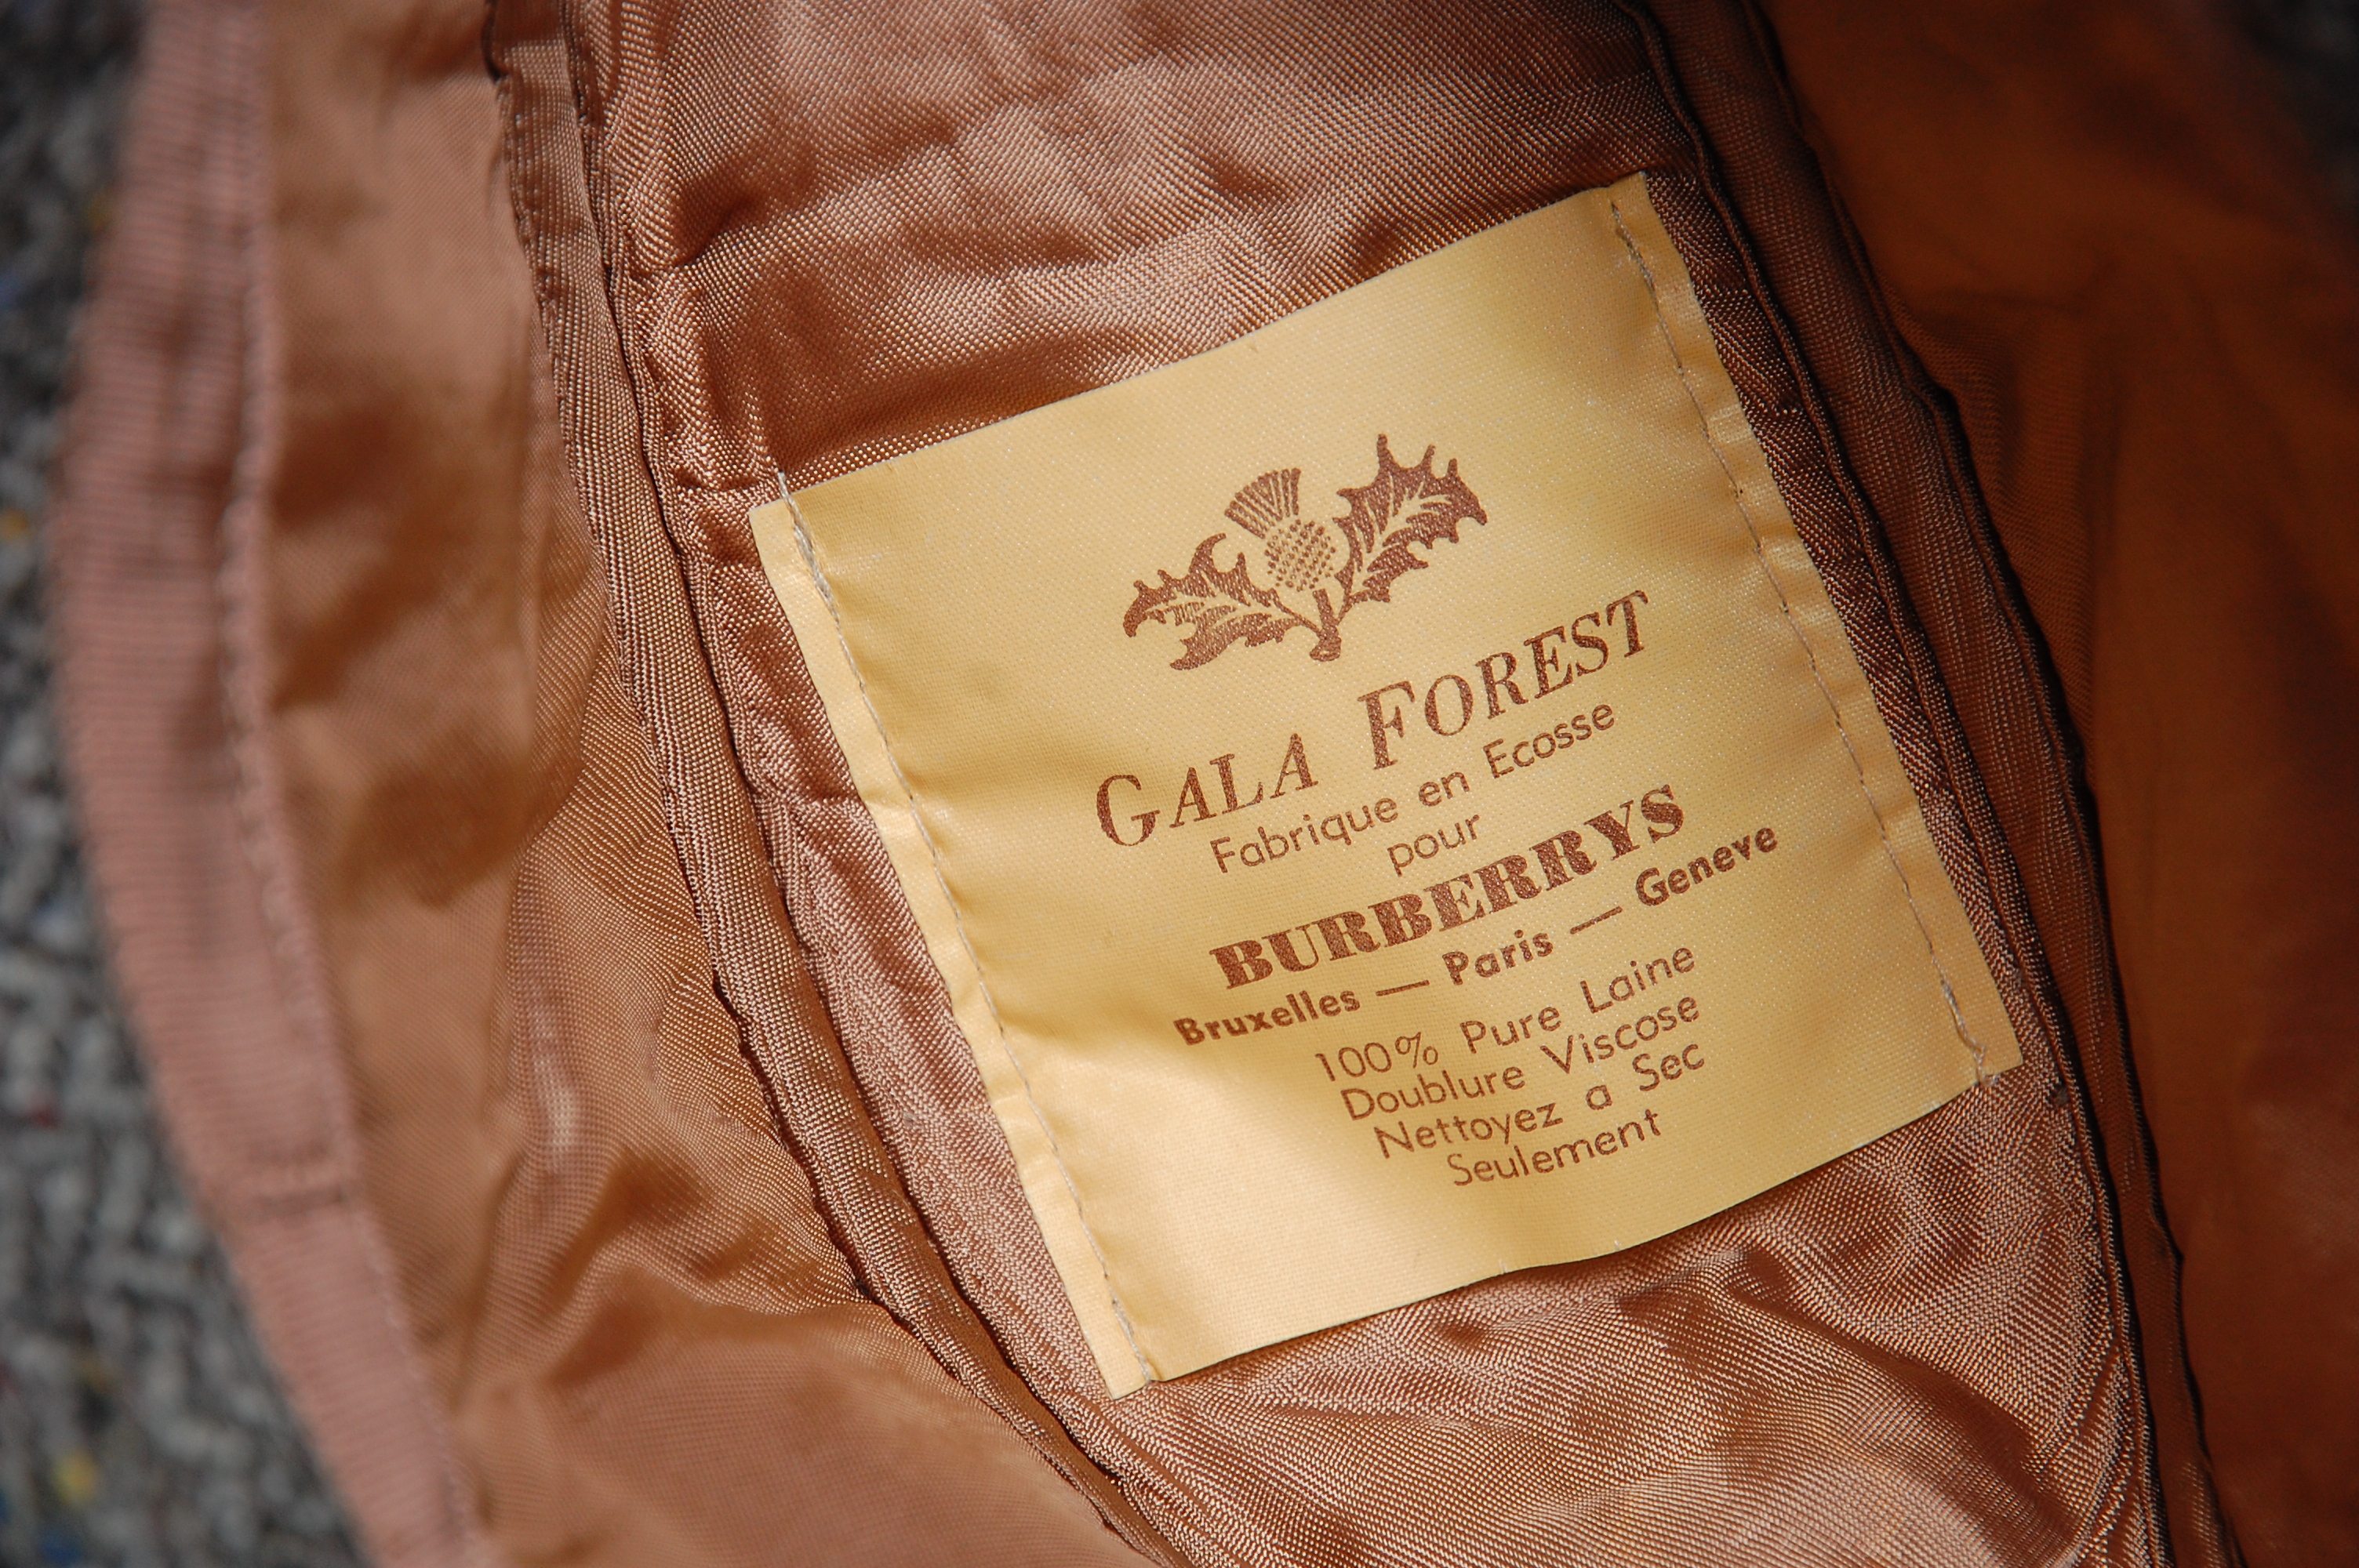 GALA FOREST
Fabrique en Ecosse
pour
BURBERRYS
Bruxelles — Paris — Geneve
100% Pure Laine
Doublure Viscose
Nettoyez a Sec
Seulement